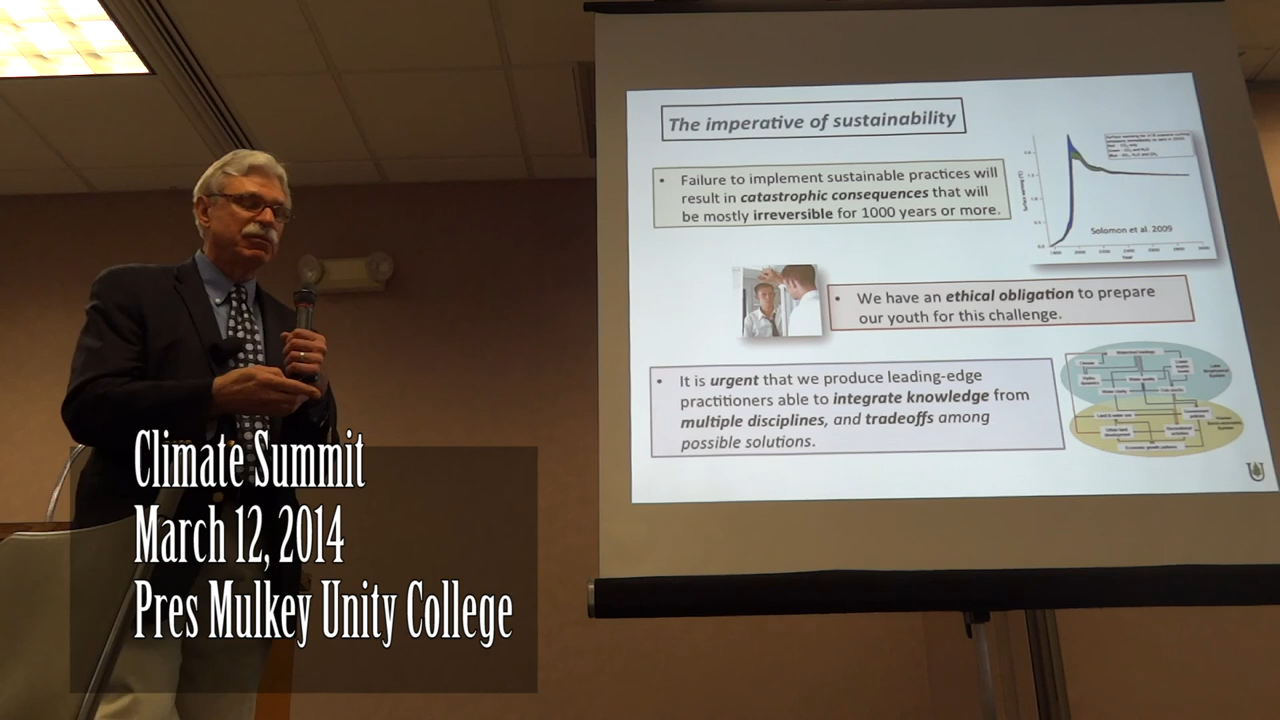 The imperative of sustainability
• Failure to implement sustainable practices will
result in catastrophic consequences that will
be mostly irreversible for 1000 years or more.
Solomon et al. 2009
Year
• We have an ethical obligation to prepare
our youth for this challenge.
• It is urgent that we produce leading-edge
practitioners able to integrate knowledge from
multiple disciplines, and tradeoffs among
possible solutions.
Climate Summit
March 12, 2014
Pres Mulkey Unity College